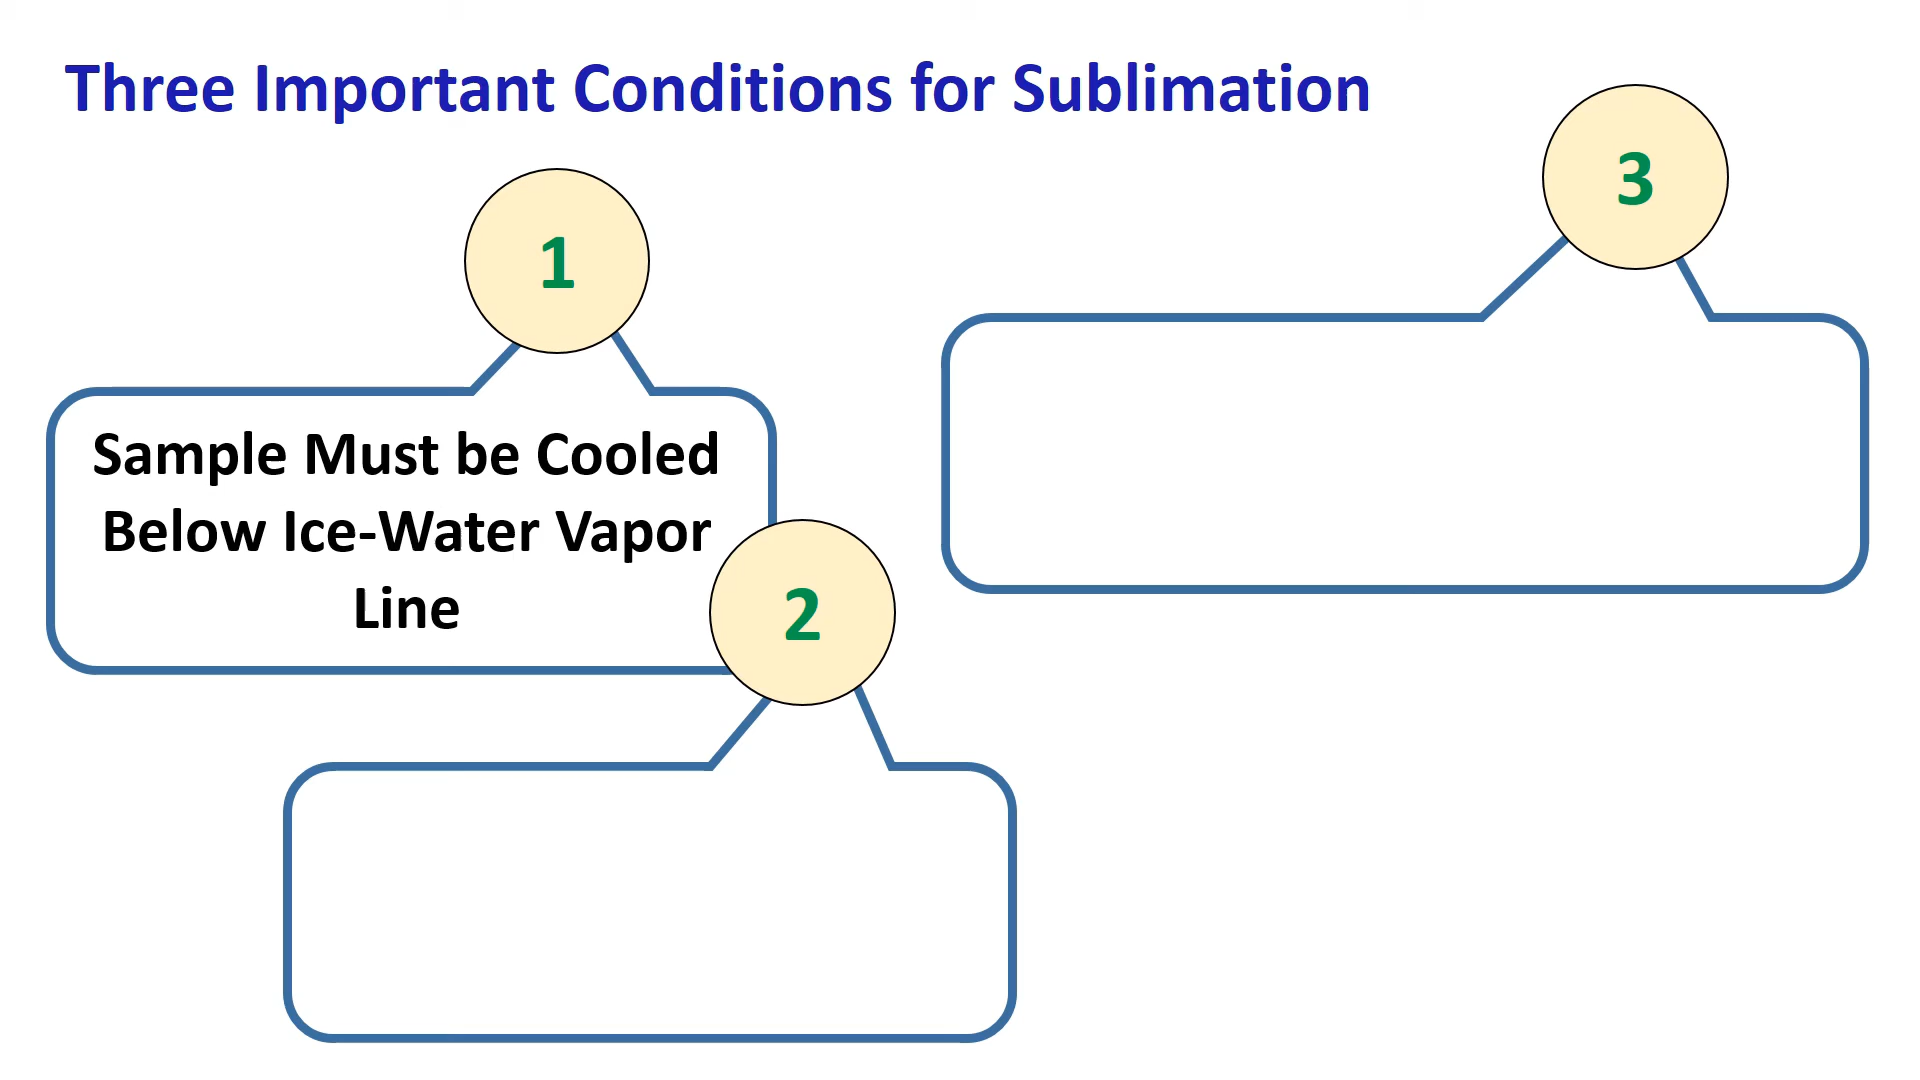 Three Important Conditions for Sublimation
1
Sample Must be Cooled
Below Ice-Water Vapor
Line
2
3